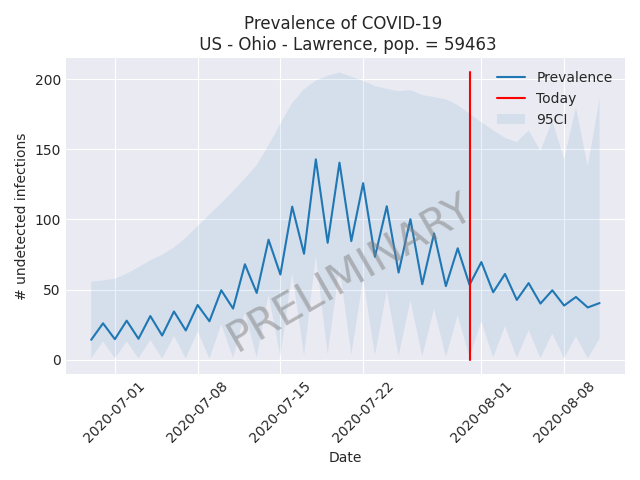 Prevalence of COVID-19
US - Ohio - Lawrence, pop. = 59463
# undetected infections
200
150
100
50
0
Prevalence
Today
95CI
PRELIMINARY
2020-07-01
2020-07-08
2020-07-15
2020-07-22
2020-08-01
2020-08-08
Date